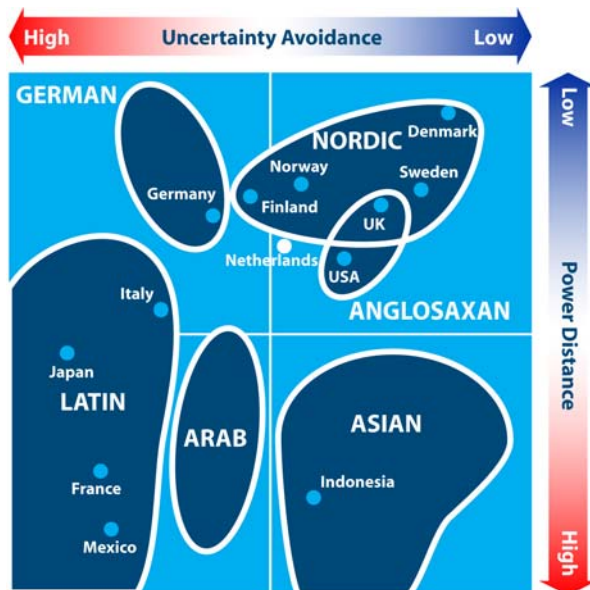 High Uncertainty Avoidance Low
GERMAN
Low
Denmark
NORDIC
Norway
Sweden
Germany
Finland
UK
Netherlands
USA
Italy
ANGLOSAXAN
Power Distance
Japan
LATIN
ARAB
ASIAN
France
Indonesia
Mexico
High